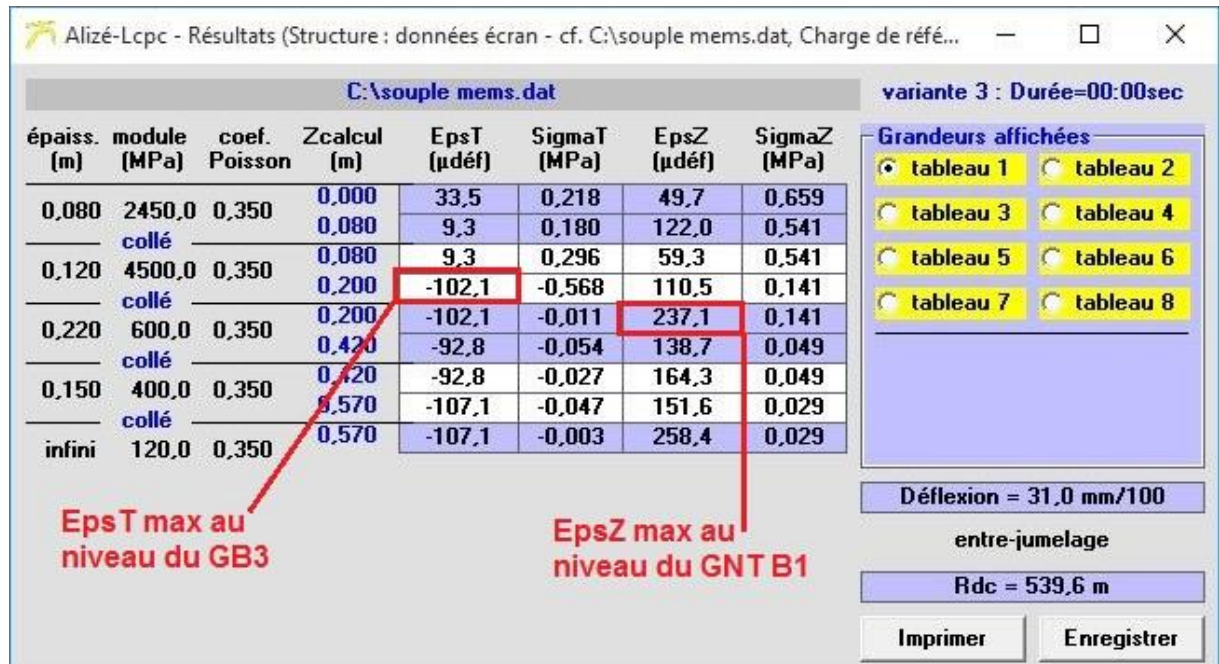 Alizé-Lcpc - Résultats (Structure : données écran - cf. C:\souple mems.dat, Charge de réfé...
C:\souple mems.dat
variante 3 : Durée=00:00sec
épaiss. module coef. Zcalcul EpsT SigmaT EpsZ SigmaZ
(m) (MPa) Poisson (m) (µdéf) (MPa) (µdéf) (MPa)
0,000 33,5 0,218 49,7 0,659
0,080 2450,0 0,350
0,080 9,3 0,180 122,0 0,541
collé
0,080 9,3 0,296 59,3 0,541
0,120 4500,0 0,350
0,200 -102,1 -0,568 110,5 0,141
collé
0,200 -102,1 -0,011 237,1 0,141
0,220 600,0 0,350
0,420 -92,8 -0,054 138,7 0,049
collé
0,420 -92,8 -0,027 164,3 0,049
0,150 400,0 0,350
0,570 -107,1 -0,047 151,6 0,029
collé
0,570 -107,1 -0,003 258,4 0,029
infini 120,0 0,350
EpsT max au
niveau du GB3
EpsZ max au
niveau du GNT B1
Grandeurs affichées
tableau 1 tableau 2
tableau 3 tableau 4
tableau 5 tableau 6
tableau 7 tableau 8
Déflexion = 31,0 mm/100
entre-jumelage
Rdc = 539,6 m
Imprimer Enregistrer